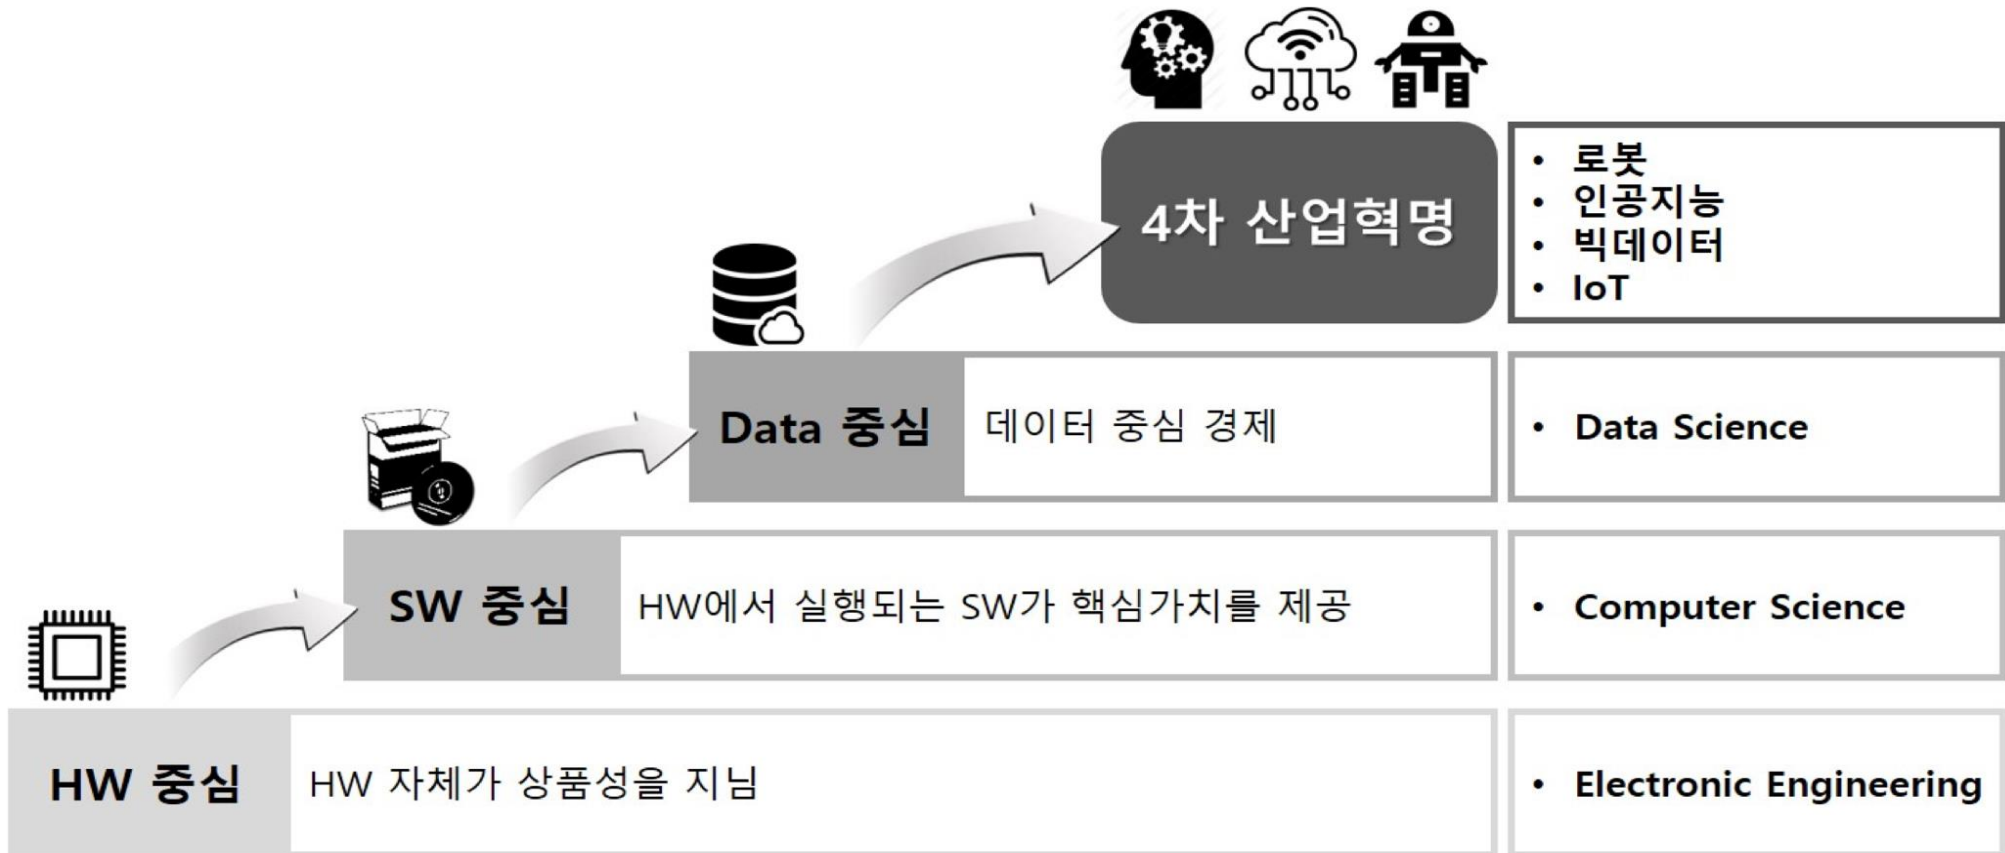 4차 산업혁명
• 로봇
• 인공지능
• 빅데이터
• IoT
Data 중심 데이터 중심 경제
• Data Science
SW 중심 HW에서 실행되는 SW가 핵심가치를 제공
• Computer Science
HW 중심 HW 자체가 상품성을 지님
• Electronic Engineering